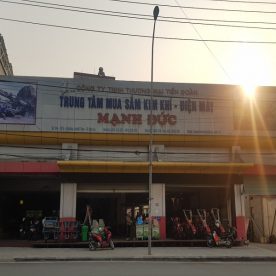 CÔNG TY TNHH THƯƠNG MẠI TIẾN ĐOÀN
TRUNG TÂM MUA SẮM KIM KHÍ - ĐIỆN MÁY
MẠNH ĐỨC